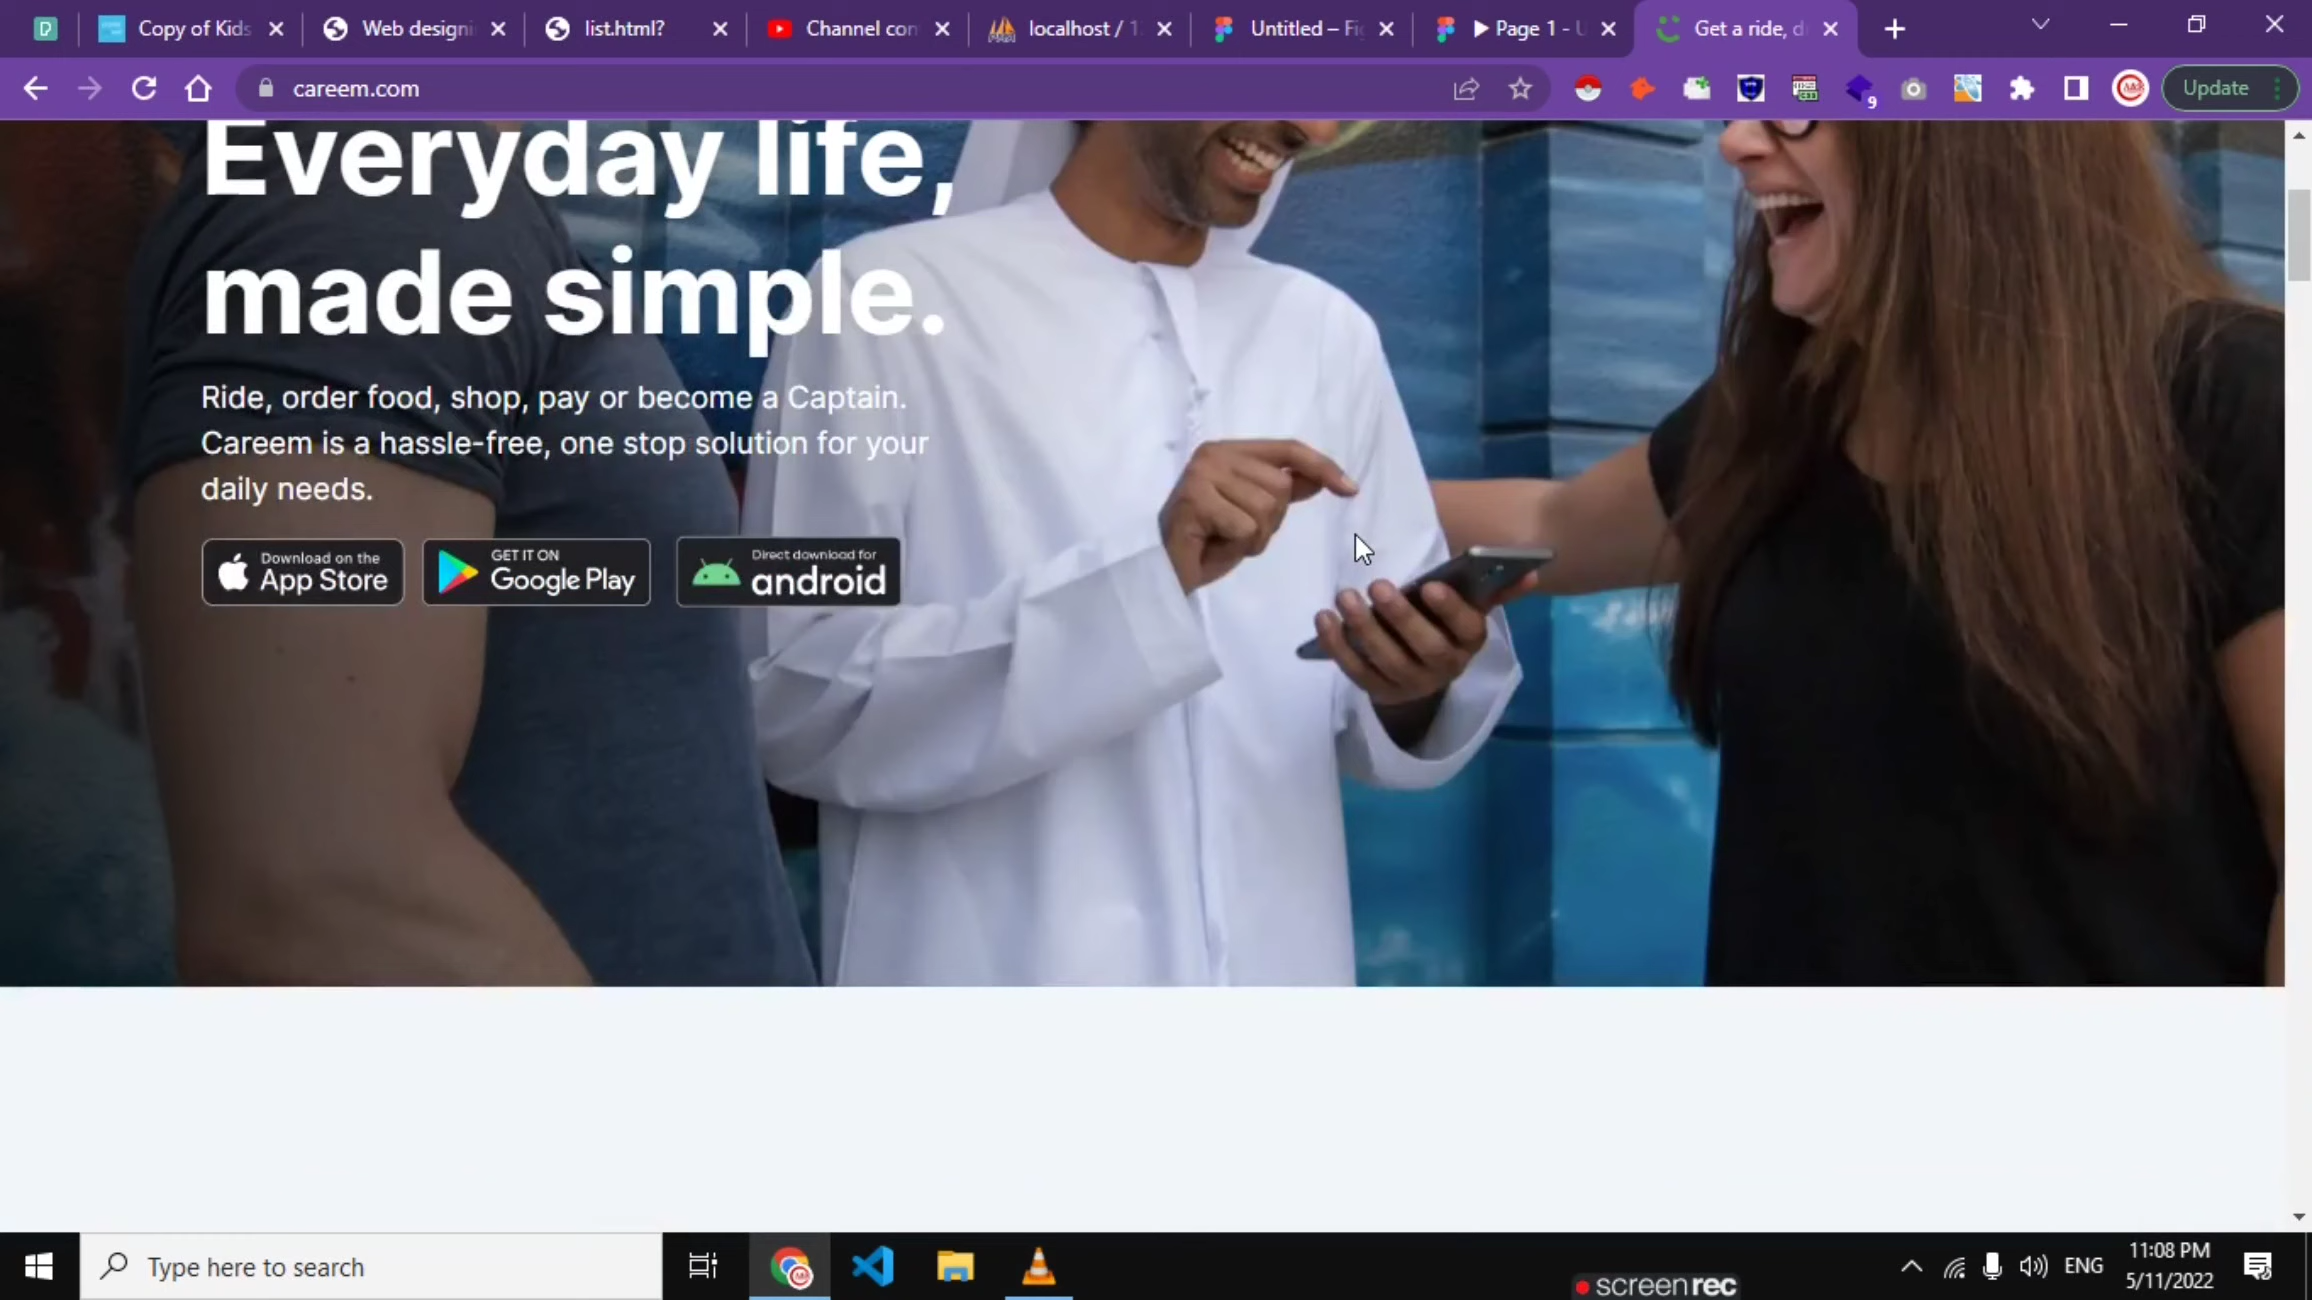 Copy of Kids
Web designi
list.html?
Channel con
localhost / 1
Untitled – Fi
▶ Page 1 - U
Get a ride, d
careem.com
9
Update
Everyday life,
made simple.
Ride, order food, shop, pay or become a Captain.
Careem is a hassle-free, one stop solution for your
daily needs.
Download on the
App Store
GET IT ON
Google Play
Direct download for
android
Type here to search
ENG
11:08 PM
5/11/2022
screenrec